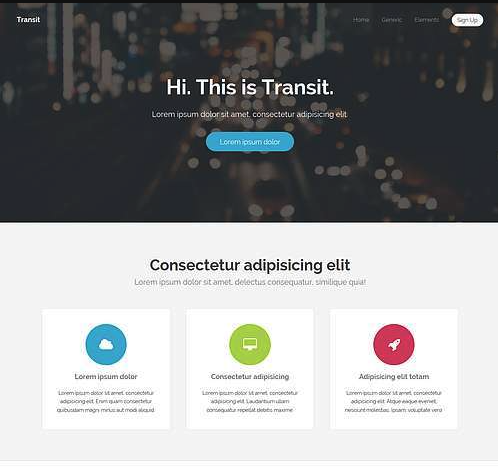 Transit
Home Generic Elements Sign Up
Hi. This is Transit.
Lorem ipsum dolor sit amet, consectetur adipisicing elit
Lorem ipsum dolor
Consectetur adipisicing elit
Lorem ipsum dolor sit amet, delectus consequatur, similique quia!
Lorem ipsum dolor
Lorem ipsum dolor sit amet, consectetur
adipisicing elit. Enim quam consectetur
quibusdam magni minus aut modi aliquid
Consectetur adipisicing
Lorem ipsum dolor sit amet, consectetur
adipisicing elit. Laudantium ullam
consequatur repellat debitis maxime
Adipisicing elit totam
Lorem ipsum dolor sit amet, consectetur
adipisicing elit. Atque eaque eveniet,
nesciunt molestias. Ipsam, voluptate vero